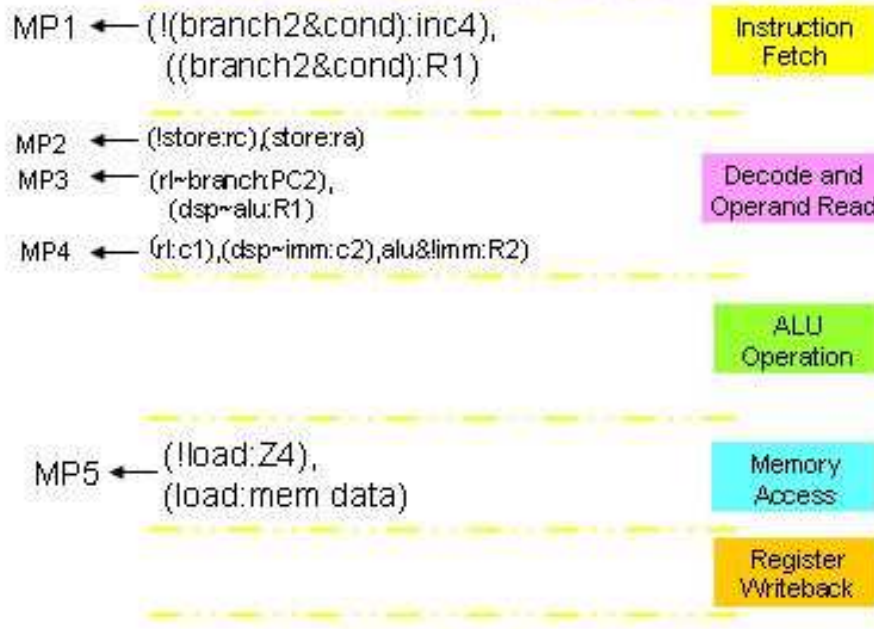 MP1 ← (!(branch2&cond):inc4),
((branch2&cond):R1)
Instruction
Fetch
MP2 ← (!store:rc),(store:ra)
MP3 ← (rl~branch:PC2),
(dsp~alu:R1)
Decode and
Operand Read
MP4 ← (rl:c1),(dsp~imm:c2),alu&!imm:R2)
ALU
Operation
MP5 ← (!load:Z4),
(load:mem data)
Memory
Access
Register
Writeback